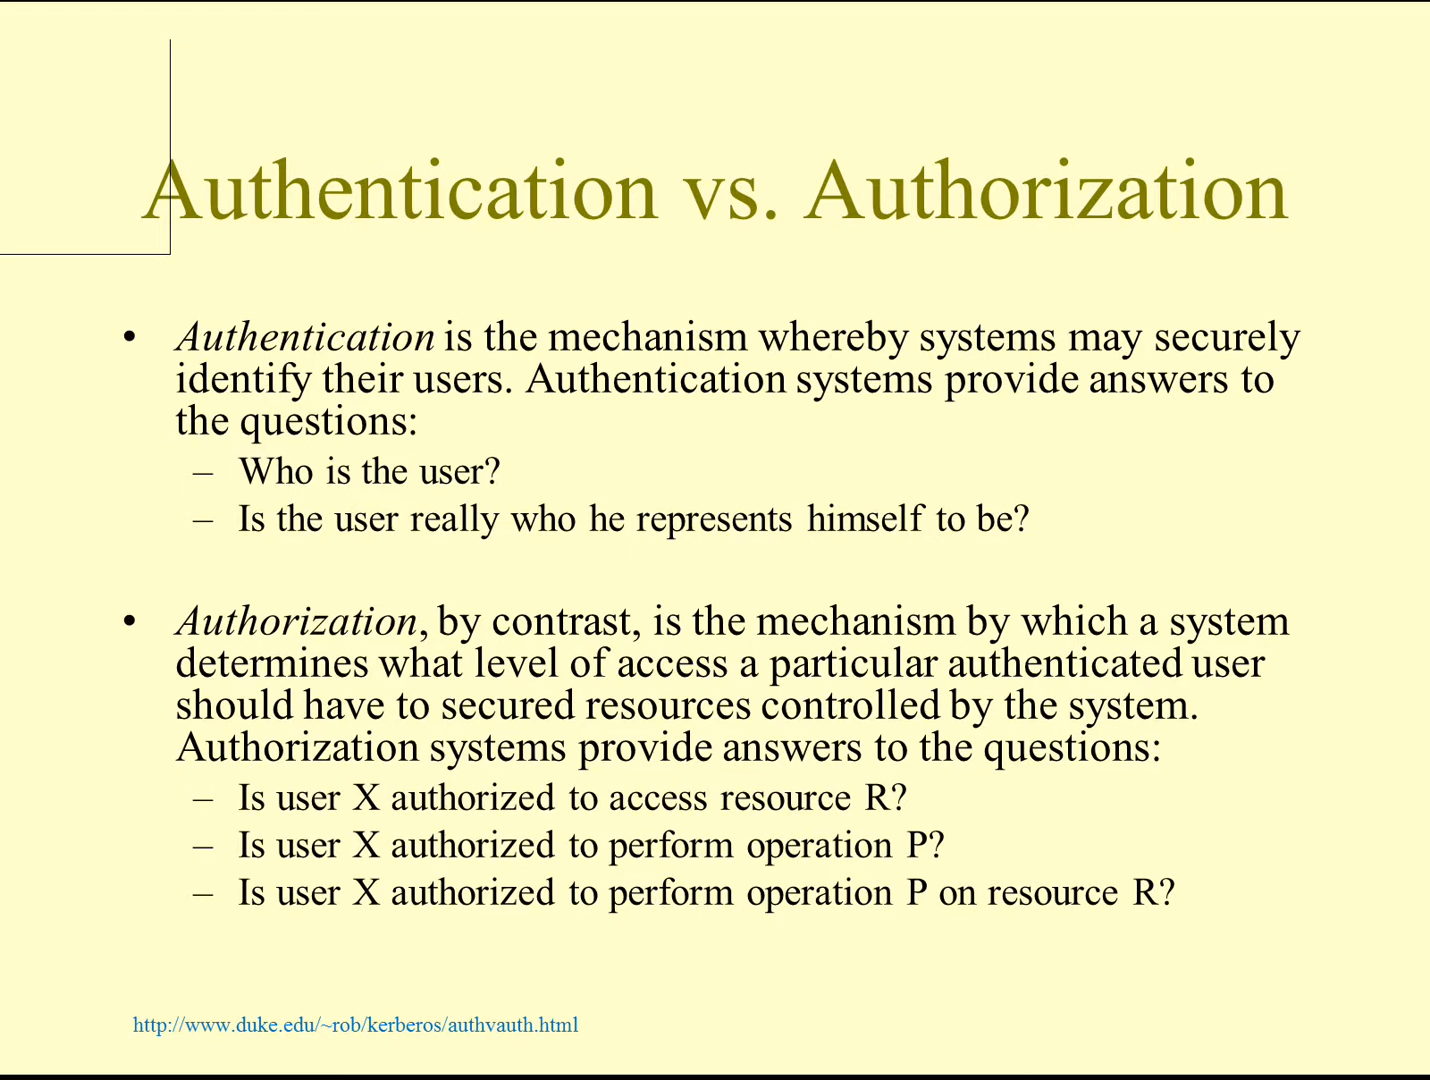 Authentication vs. Authorization
• Authentication is the mechanism whereby systems may securely
identify their users. Authentication systems provide answers to
the questions:
– Who is the user?
– Is the user really who he represents himself to be?
• Authorization, by contrast, is the mechanism by which a system
determines what level of access a particular authenticated user
should have to secured resources controlled by the system.
Authorization systems provide answers to the questions:
– Is user X authorized to access resource R?
– Is user X authorized to perform operation P?
– Is user X authorized to perform operation P on resource R?
http://www.duke.edu/~rob/kerberos/authvauth.html